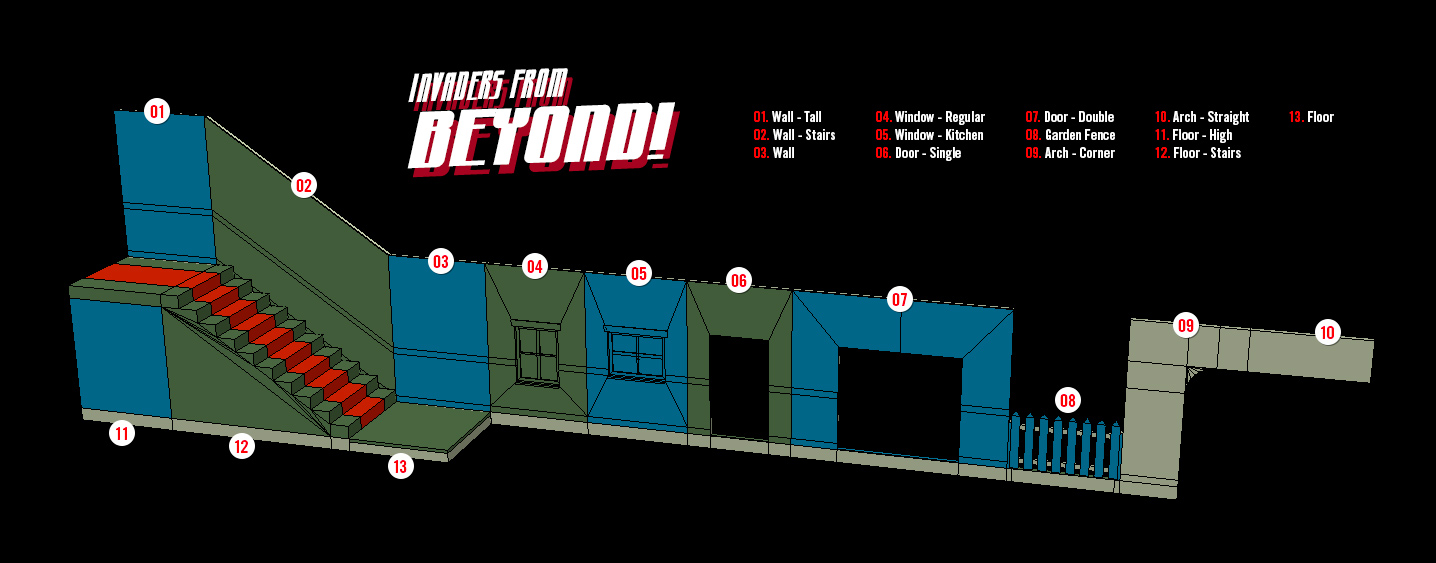 INVADERS FROM
BEYOND!
01. Wall - Tall
02. Wall - Stairs
03. Wall
04. Window - Regular
05. Window - Kitchen
06. Door - Single
07. Door - Double
08. Garden Fence
09. Arch - Corner
10. Arch - Straight
11. Floor - High
12. Floor - Stairs
13. Floor
01
02
03
04
05
06
07
08
09
10
11
12
13